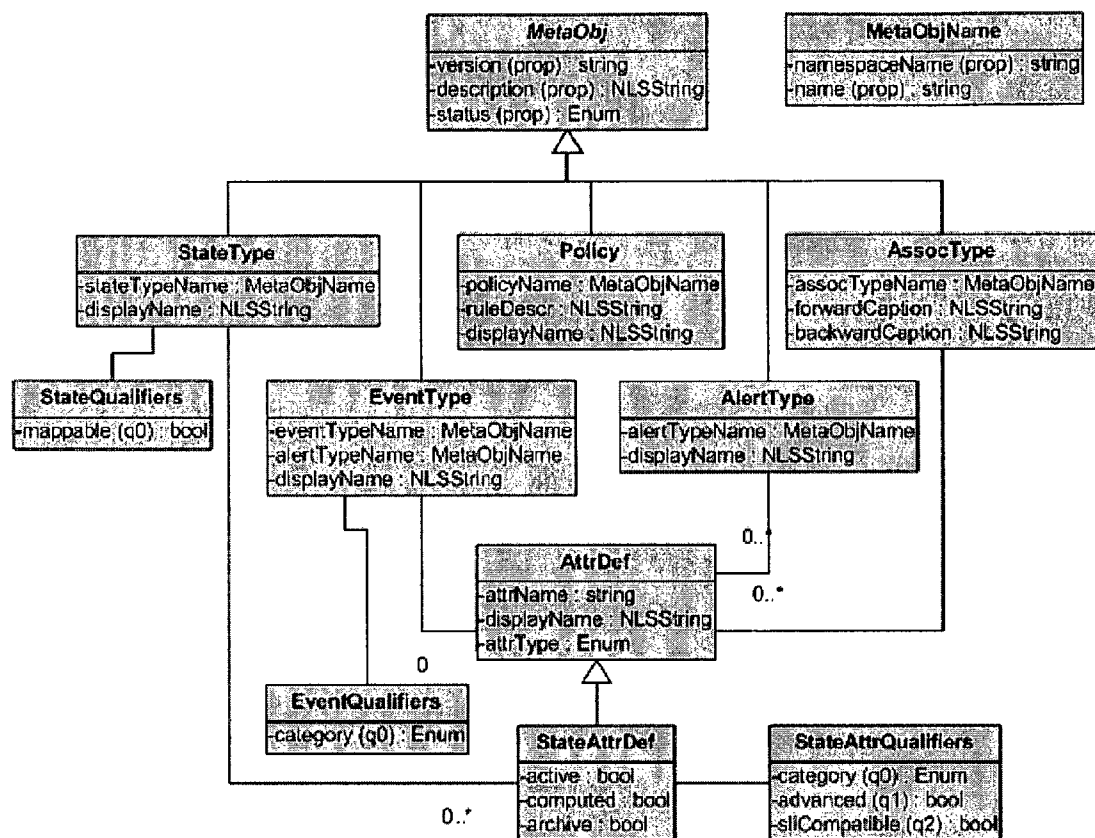 MetaObj
-version (prop) : string
-description (prop) : NLSString
-status (prop) : Enum
MetaObjName
-namespaceName (prop) : string
-name (prop) : string
StateType
-stateTypeName : MetaObjName
-displayName : NLSString
Policy
-policyName : MetaObjName
-ruleDescr : NLSString
-displayName : NLSString
AssocType
-assocTypeName : MetaObjName
-forwardCaption : NLSString
-backwardCaption : NLSString
StateQualifiers
-mappable (q0) : bool
EventType
-eventTypeName : MetaObjName
-alertTypeName : MetaObjName
-displayName : NLSString
AlertType
-alertTypeName : MetaObjName
-displayName : NLSString
0..*
AttrDef
-attrName : string
-displayName : NLSString
-attrType : Enum
0..*
0
EventQualifiers
-category (q0) : Enum
StateAttrDef
-active : bool
-computed : bool
-archive : bool
StateAttrQualifiers
-category (q0) : Enum
-advanced (q1) : bool
-sliCompatible (q2) : bool
0..*